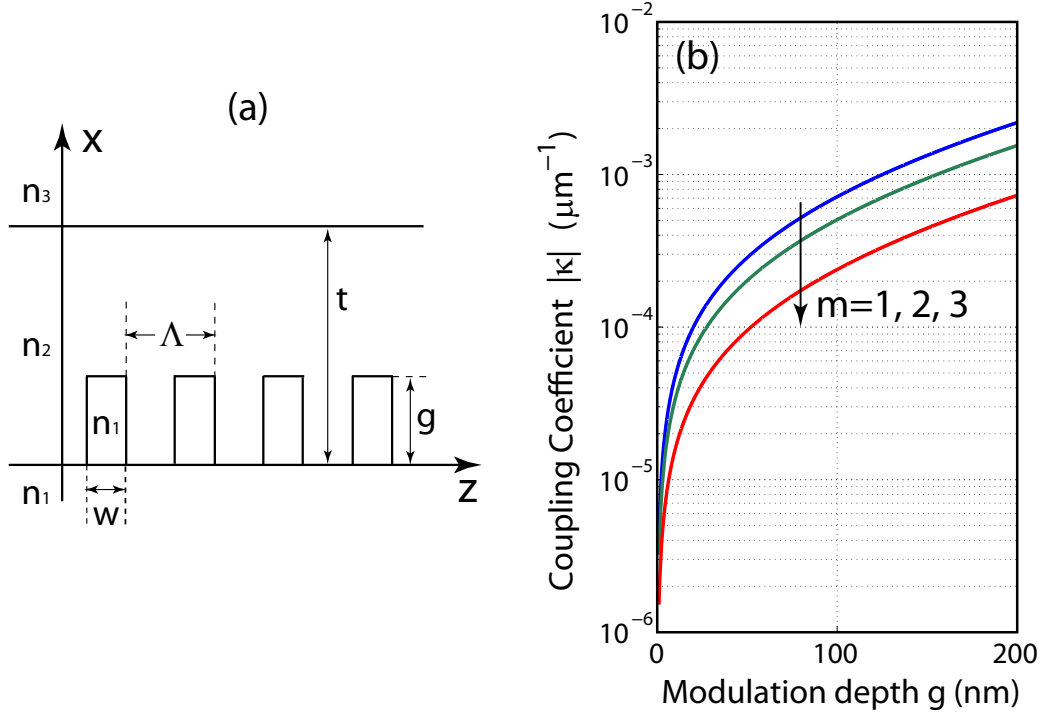 (a)
x
n₃
t
Λ
n₂
n₁
g
n₁
w
z
(b)
Coupling Coefficient |κ| (μm⁻¹)
10⁻²
10⁻³
10⁻⁴
10⁻⁵
10⁻⁶
m=1, 2, 3
0
100
200
Modulation depth g (nm)